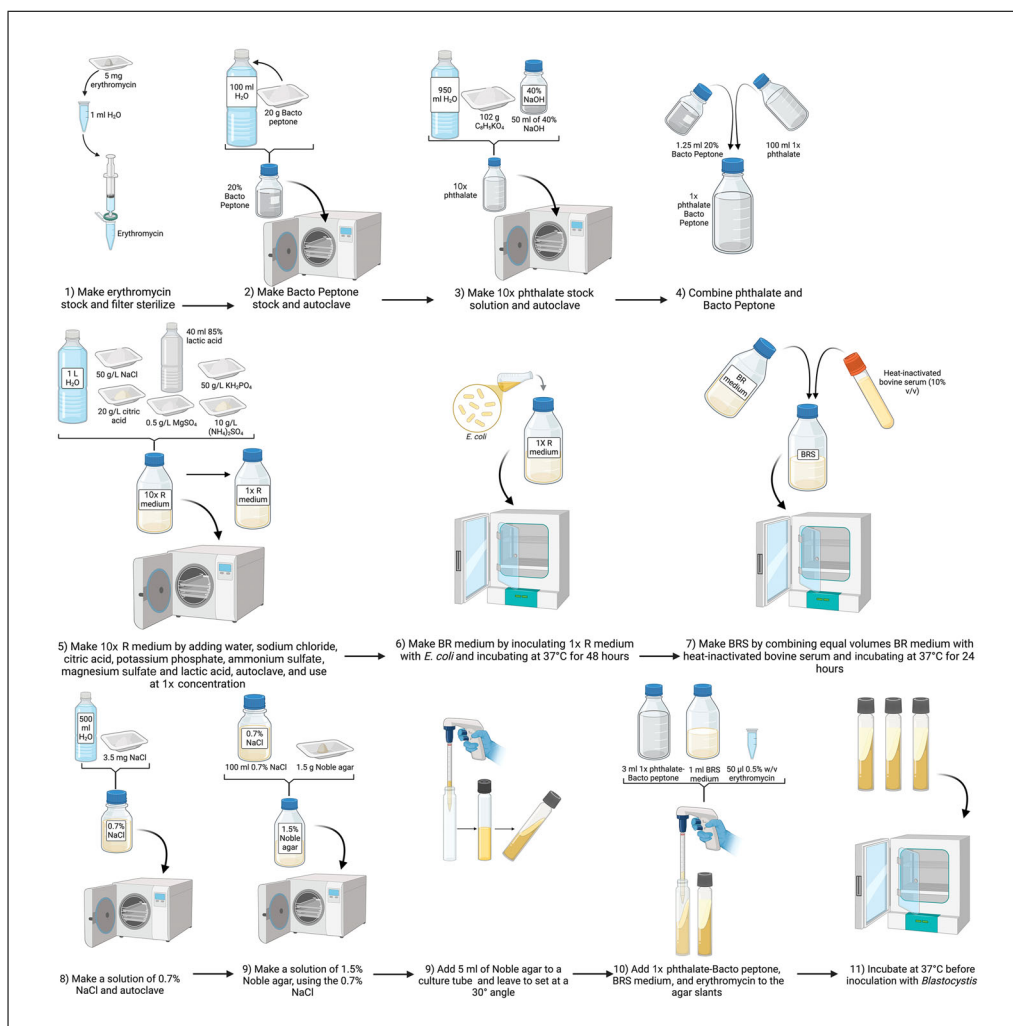 5 mg
erythromycin
1 ml H₂O
Erythromycin
100 ml
H₂O
20 g Bacto
peptone
20%
Bacto
Peptone
950
ml H₂O
102 g
C₈H₅KO₄
40%
NaOH
50 ml of 40%
NaOH
10x
phthalate
1.25 ml 20%
Bacto Peptone
100 ml 1x
phthalate
1x
phthalate
Bacto
Peptone
1) Make erythromycin
stock and filter sterilize
2) Make Bacto Peptone
stock and autoclave
3) Make 10x phthalate stock
solution and autoclave
4) Combine phthalate and
Bacto Peptone
1 L
H₂O
50 g/L NaCl
40 ml 85%
lactic acid
50 g/L KH₂PO₄
20 g/L citric
acid
0.5 g/L MgSO₄
10 g/L
(NH₄)₂SO₄
10x R
medium
1x R
medium
E. coli
1X R
medium
BR
medium
Heat-inactivated
bovine serum (10%
v/v)
BRS
5) Make 10x R medium by adding water, sodium chloride,
citric acid, potassium phosphate, ammonium sulfate,
magnesium sulfate and lactic acid, autoclave, and use
at 1x concentration
6) Make BR medium by inoculating 1x R medium
with E. coli and incubating at 37°C for 48 hours
7) Make BRS by combining equal volumes BR medium with
heat-inactivated bovine serum and incubating at 37°C for 24
hours
500
ml
H₂O
3.5 mg NaCl
0.7%
NaCl
0.7%
NaCl
100 ml 0.7% NaCl
1.5 g Noble agar
1.5%
Noble
agar
3 ml 1x phthalate-
Bacto peptone
1 ml BRS
medium
50 µl 0.5% w/v
erythromycin
8) Make a solution of 0.7%
NaCl and autoclave
9) Make a solution of 1.5%
Noble agar, using the 0.7%
NaCl
9) Add 5 ml of Noble agar to a
culture tube and leave to set at a
30° angle
10) Add 1x phthalate-Bacto peptone,
BRS medium, and erythromycin to the
agar slants
11) Incubate at 37°C before
inoculation with Blastocystis